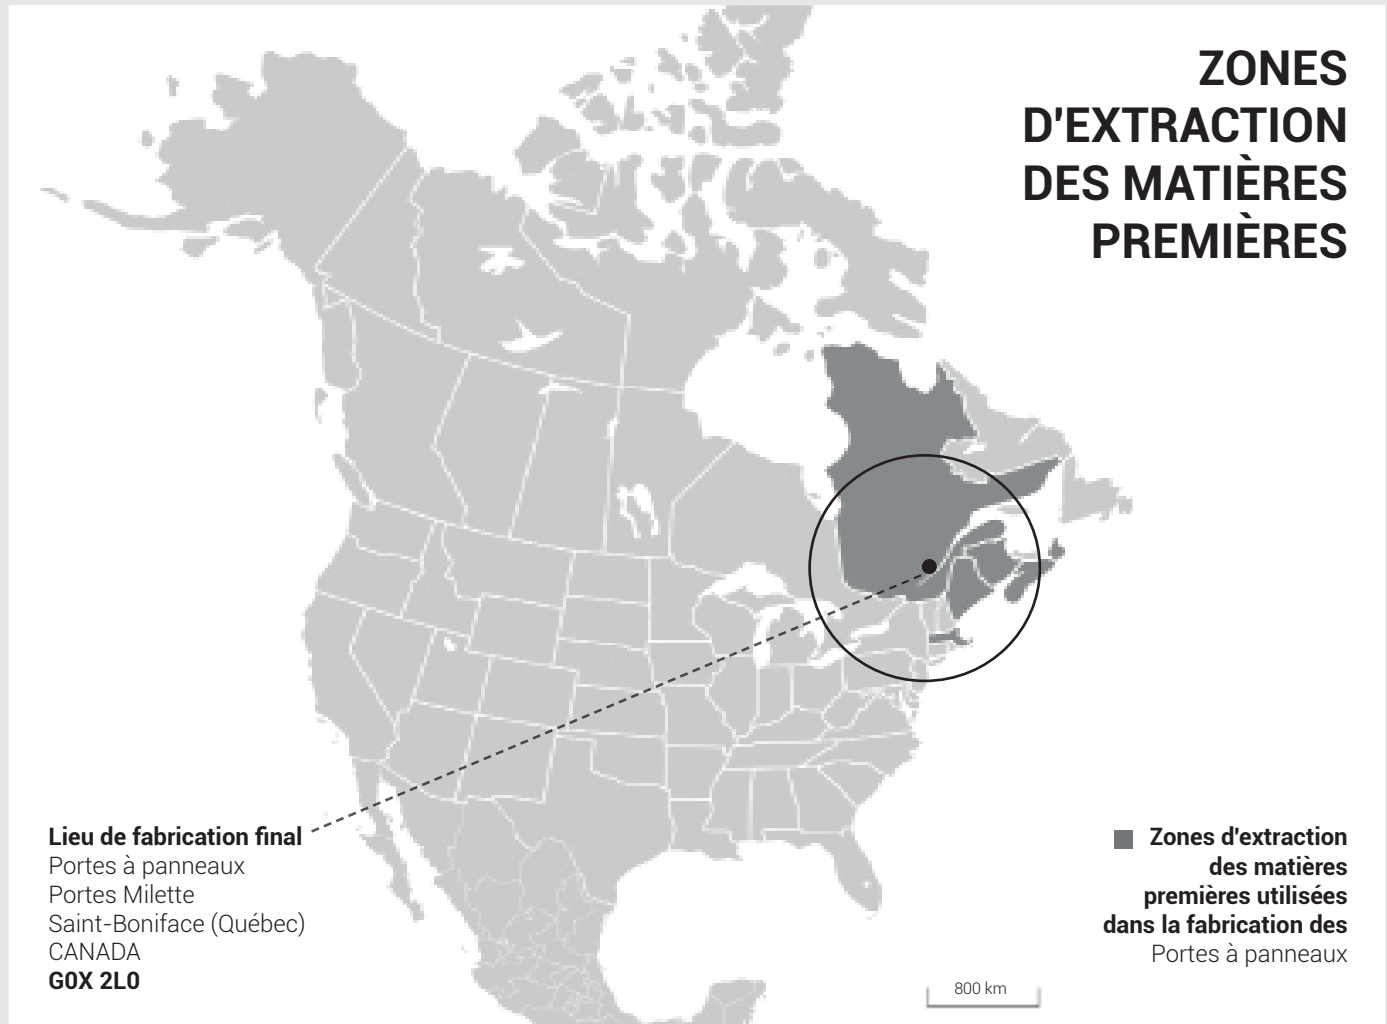 ZONES
D'EXTRACTION
DES MATIÈRES
PREMIÈRES
Lieu de fabrication final
Portes à panneaux
Portes Milette
Saint-Boniface (Québec)
CANADA
G0X 2L0
Zones d'extraction
des matières
premières utilisées
dans la fabrication des
Portes à panneaux
800 km